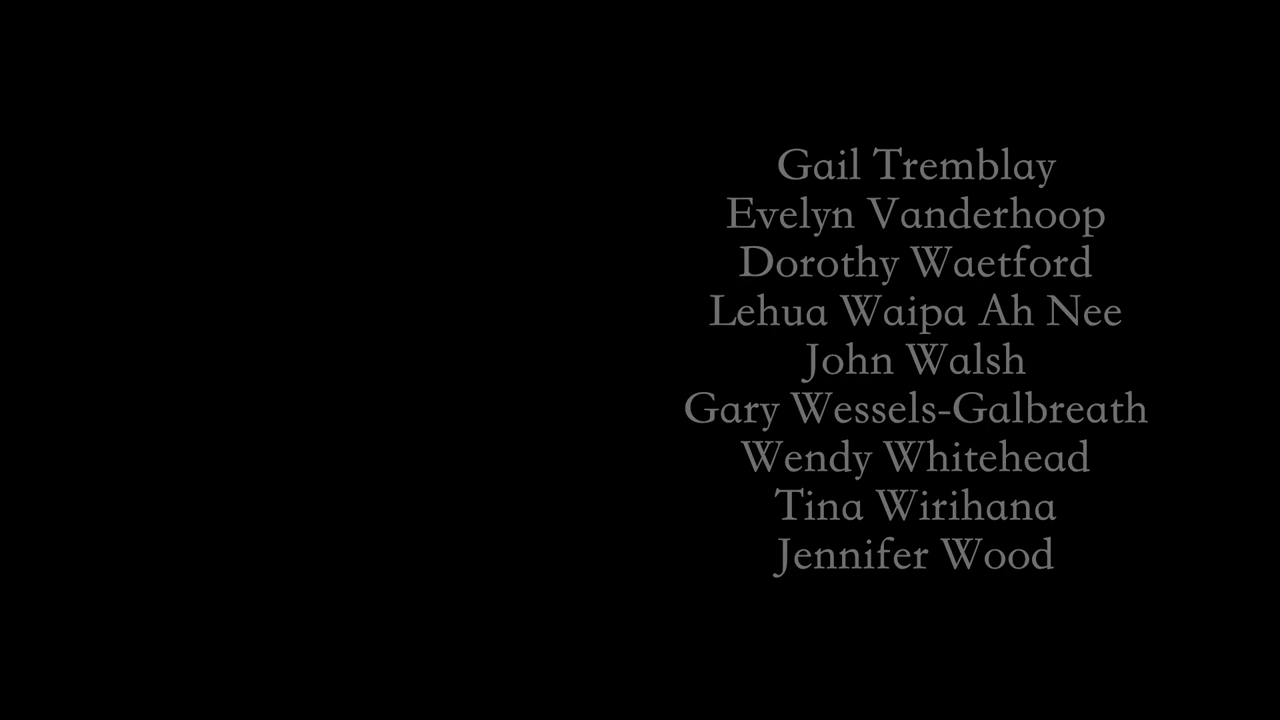 Gail Tremblay
Evelyn Vanderhoop
Dorothy Waetford
Lehua Waipa Ah Nee
John Walsh
Gary Wessels-Galbreath
Wendy Whitehead
Tina Wirihana
Jennifer Wood